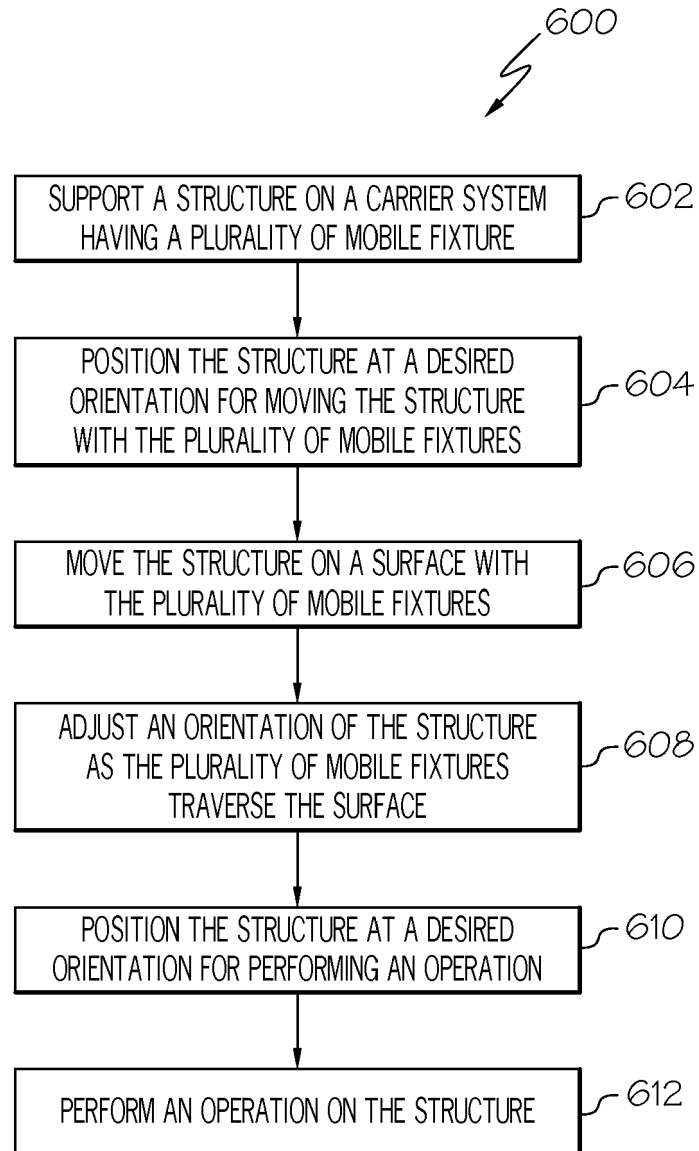 600
SUPPORT A STRUCTURE ON A CARRIER SYSTEM
HAVING A PLURALITY OF MOBILE FIXTURE
602
POSITION THE STRUCTURE AT A DESIRED
ORIENTATION FOR MOVING THE STRUCTURE
WITH THE PLURALITY OF MOBILE FIXTURES
604
MOVE THE STRUCTURE ON A SURFACE WITH
THE PLURALITY OF MOBILE FIXTURES
606
ADJUST AN ORIENTATION OF THE STRUCTURE
AS THE PLURALITY OF MOBILE FIXTURES
TRAVERSE THE SURFACE
608
POSITION THE STRUCTURE AT A DESIRED
ORIENTATION FOR PERFORMING AN OPERATION
610
PERFORM AN OPERATION ON THE STRUCTURE
612